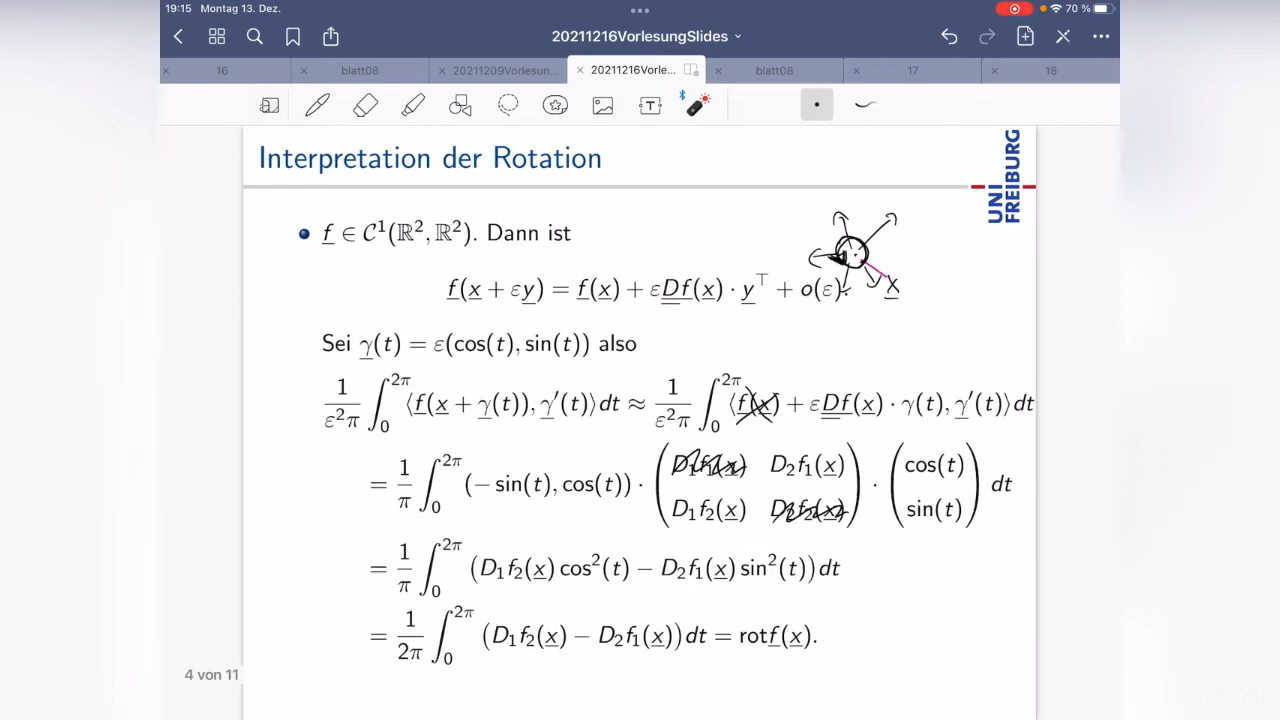 19:15 Montag 13. Dez. 70 %
20211216VorlesungSlides
16 blatt08 20211209Vorlesun... 20211216Vorle... blatt08 17 18
Interpretation der Rotation
UNI
FREIBURG
f ∈ C¹(ℝ², ℝ²). Dann ist
f(x + εy) = f(x) + εDf(x) · y^⊤ + o(ε).
x
Sei γ(t) = ε(cos(t), sin(t)) also
1/(ε²π) ∫₀^{2π} ⟨f(x + γ(t)), γ′(t)⟩dt ≈ 1/(ε²π) ∫₀^{2π} ⟨f(x) + εDf(x) · γ(t), γ′(t)⟩dt
= 1/π ∫₀^{2π} (− sin(t), cos(t)) · (D₁f₁(x) D₂f₁(x) D₁f₂(x) D₂f₂(x)) · (cos(t) sin(t)) dt
= 1/π ∫₀^{2π} (D₁f₂(x) cos²(t) − D₂f₁(x) sin²(t))dt
= 1/(2π) ∫₀^{2π} (D₁f₂(x) − D₂f₁(x))dt = rotf(x).
4 von 11